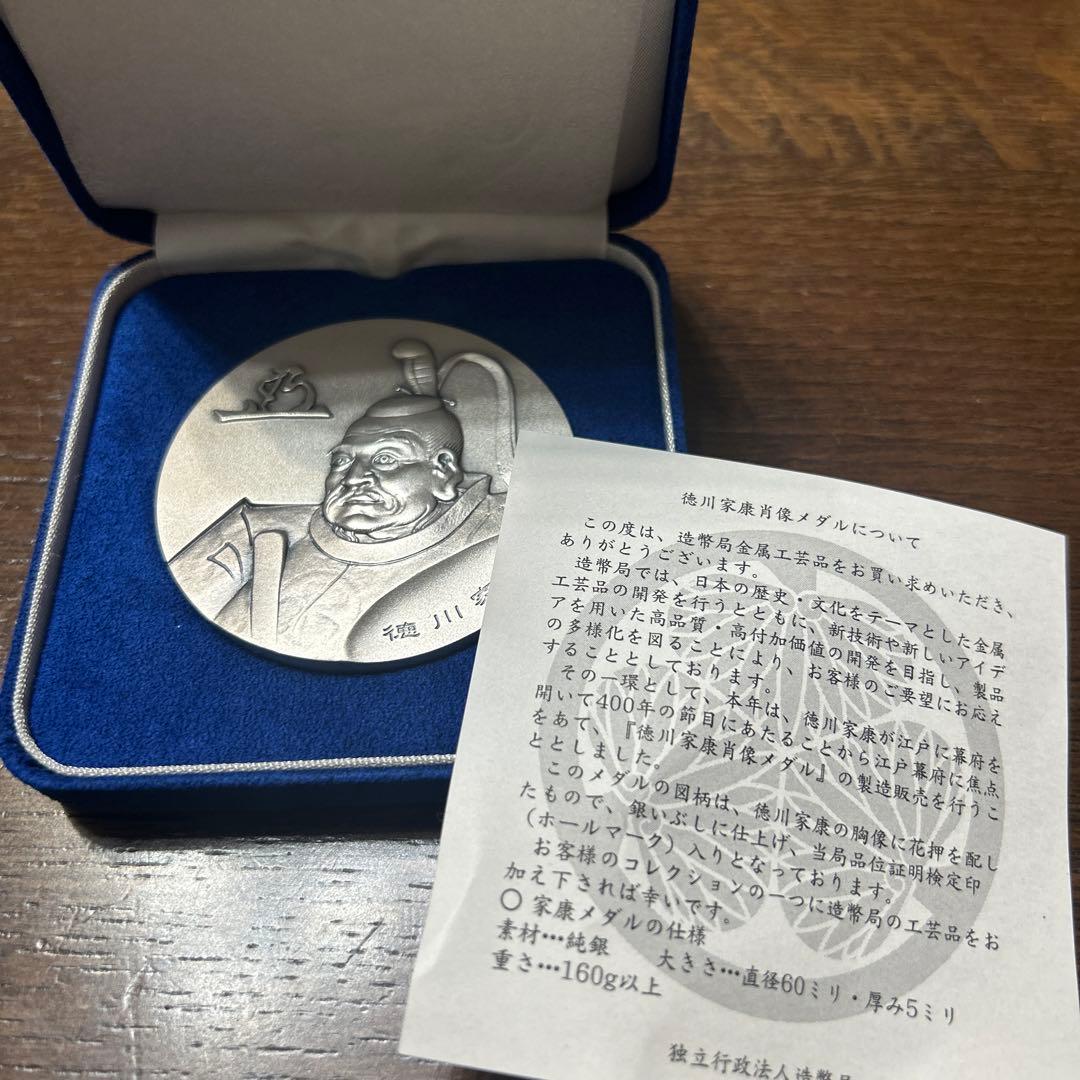 徳川家
徳川家康肖像メダルについて
この度は、造幣局金属工芸品をお買い求めいただき、
ありがとうございます。
造幣局では、日本の歴史、文化をテーマとした金属
工芸品の開発を行うとともに、新技術や新しいアイデ
アを用いた高品質・高付加価値の開発を目指し、製品
の多様化を図ることにより、お客様のご要望にお応え
することとしております。
その一環として、本年は、徳川家康が江戸に幕府を
開いて400年の節目にあたることから江戸幕府に焦点
をあて、『徳川家康肖像メダル』の製造販売を行うこ
ととしました。
このメダルの図柄は、徳川家康の胸像に花押を配し
たもので、銀いぶしに仕上げ、当局品位証明検定印
（ホールマーク）入りとなっております。
お客様のコレクションの一つに造幣局の工芸品をお
加え下されば幸いです。
〇 家康メダルの仕様
素材…純銀 大きさ…直径60ミリ・厚み5ミリ
重さ…160g以上
独立行政法人造幣局